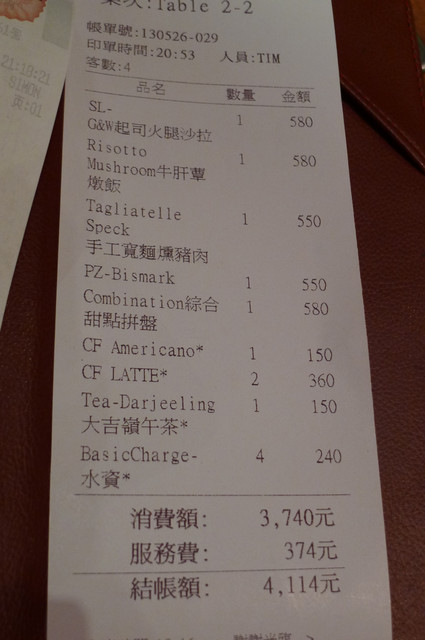 桌次:Table 2-2
帳單號:130526-029
印單時間:20:53 人員:TIM
客數:4
品名 數量 金額
SL- 1 580
G&W起司火腿沙拉
Risotto 1 580
Mushroom牛肝蕈
燉飯
Tagliatelle 1 550
Speck
手工寬麵燻豬肉
PZ-Bismark 1 550
Combination綜合 1 580
甜點拼盤
CF Americano* 1 150
CF LATTE* 2 360
Tea-Darjeeling 1 150
大吉嶺午茶*
BasicCharge- 4 240
水資*
消費額: 3,740元
服務費: 374元
結帳額: 4,114元
21:18:21
SIMON
頁:01